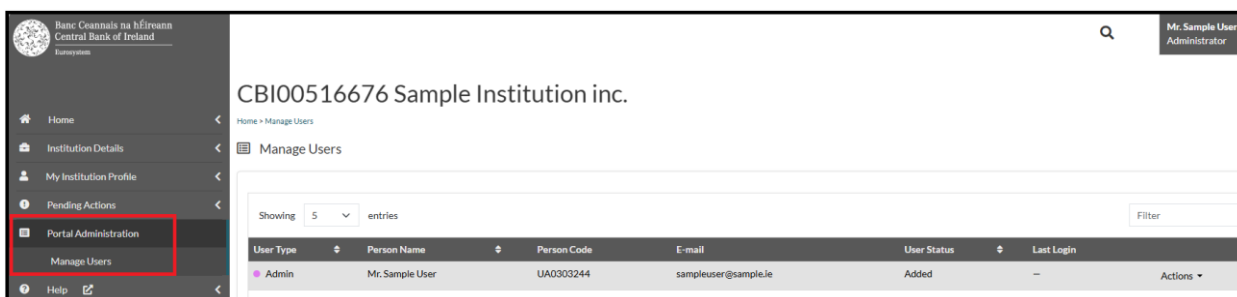 Banc Ceannais na hÉireann
Central Bank of Ireland
Eurosystem
Mr. Sample User
Administrator
CBI00516676 Sample Institution inc.
Home > Manage Users
Manage Users
Home
Institution Details
My Institution Profile
Pending Actions
Portal Administration
Manage Users
Help
Showing 5 entries
Filter
User Type Person Name Person Code E-mail User Status Last Login
Admin Mr. Sample User UA0303244 sampleuser@sample.ie Added — Actions